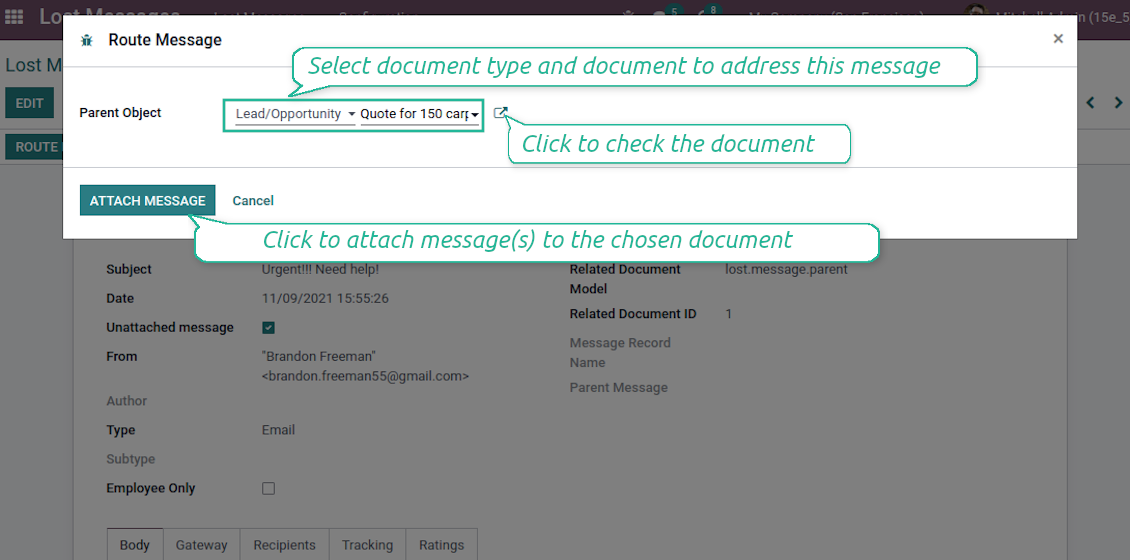 Lost Messages
5
8
Mitchell Admin (15e_5
Route Message
×
Lost M
Select document type and document to address this message
EDIT
Parent Object
Lead/Opportunity
Quote for 150 carp
Click to check the document
ROUTE
ATTACH MESSAGE
Cancel
Click to attach message(s) to the chosen document
Subject
Urgent!!! Need help!
Related Document
Model
lost.message.parent
Date
11/09/2021 15:55:26
Related Document ID
1
Unattached message
From
"Brandon Freeman"
<brandon.freeman55@gmail.com>
Message Record
Name
Parent Message
Author
Type
Email
Subtype
Employee Only
Body
Gateway
Recipients
Tracking
Ratings